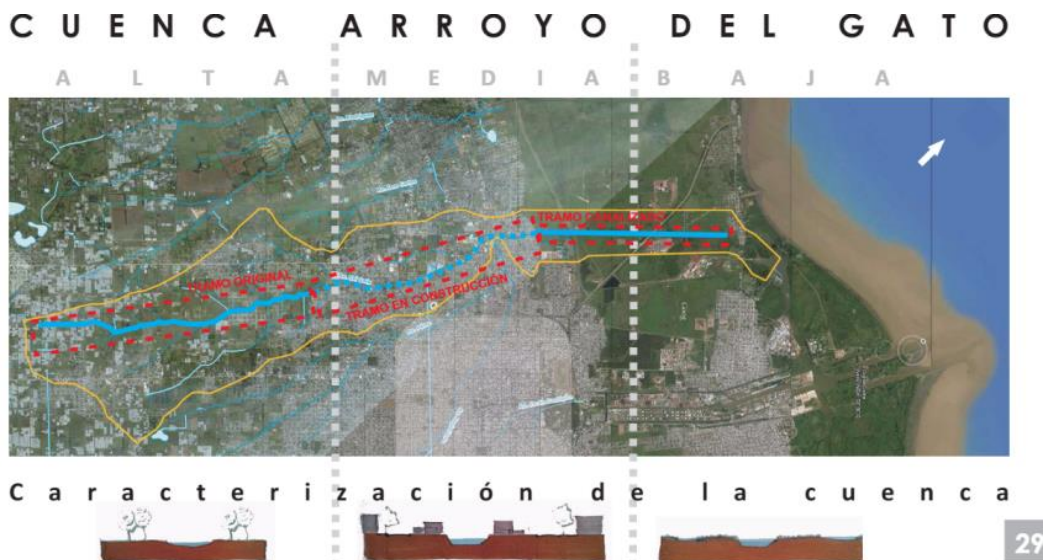 CUENCA ARROYO DEL GATO
ALTA MEDIA BAJA
TRAMO CANALIZADO
TRAMO ORIGINAL
TRAMO EN CONSTRUCCIÓN
Caracterización de la cuenca
29